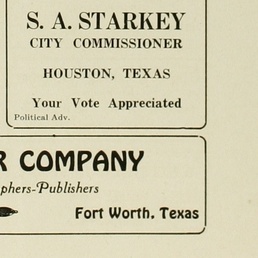 S. A. STARKEY
CITY COMMISSIONER
HOUSTON, TEXAS
Your Vote Appreciated
Political Adv.
R COMPANY
phers-Publishers
Fort Worth, Texas